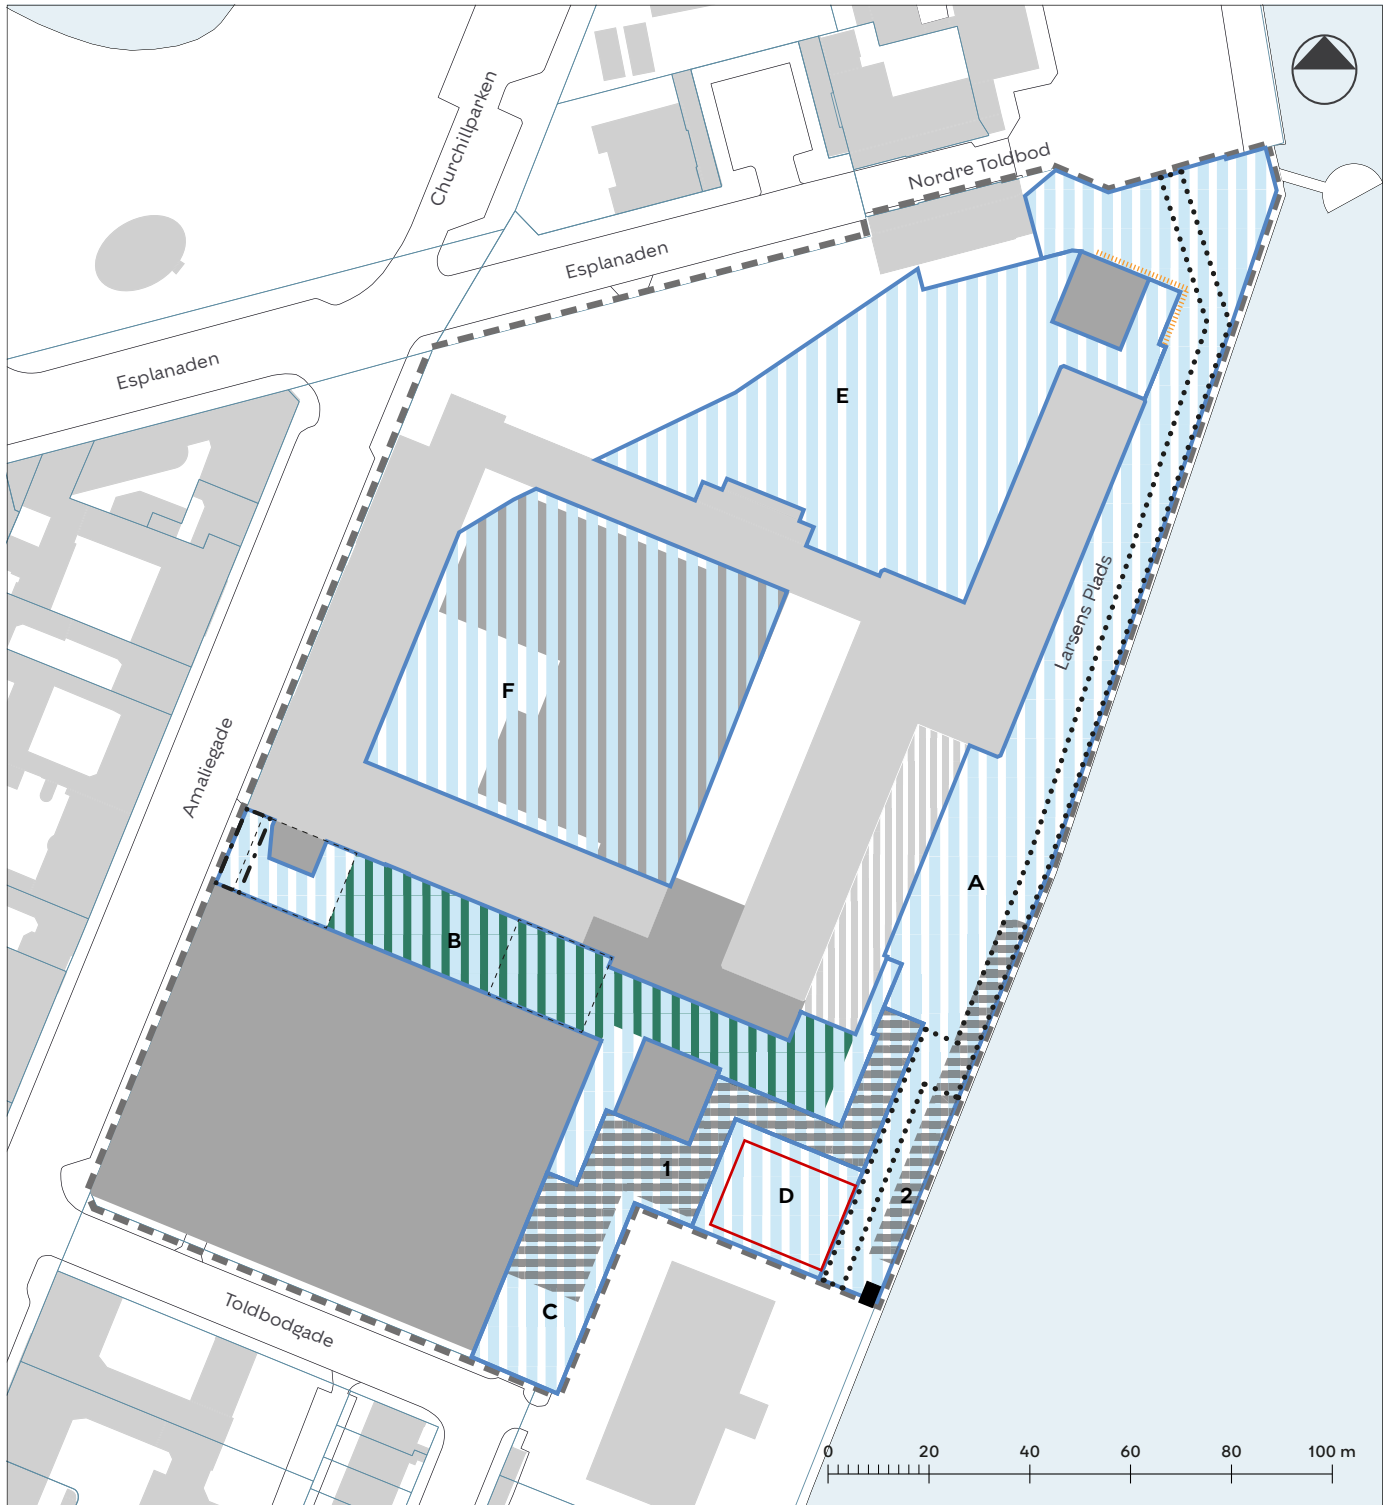 Churchillparken
Nordre Toldbod
Esplanaden
Esplanaden
E
Larsens Plads
F
Amaliegade
A
B
1
D
2
C
Toldbodgade
0 20 40 60 80 100 m